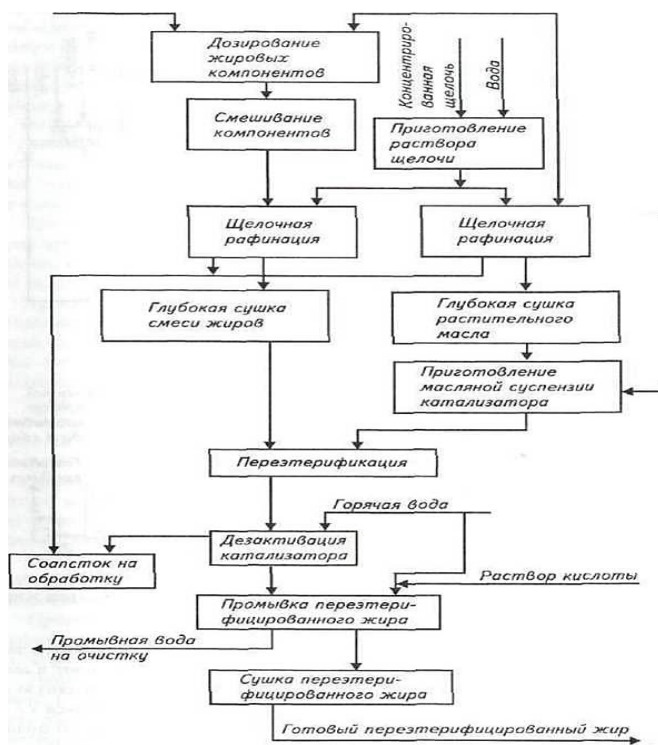 Дозирование
жировых
компонентов
Концентриро-
ванная
щелочь
Вода
Смешивание
компонентов
Приготовление
раствора
щелочи
Щелочная
рафинация
Щелочная
рафинация
Глубокая сушка
смеси жиров
Глубокая сушка
растительного
масла
Приготовление
масляной суспензии
катализатора
Переэтерификация
Горячая вода
Дезактивация
катализатора
Соапсток на
обработку
Раствор кислоты
Промывка переэтери-
фицированного жира
Промывная вода
на очистку
Сушка переэтери-
фицированного жира
Готовый переэтерифицированный жир